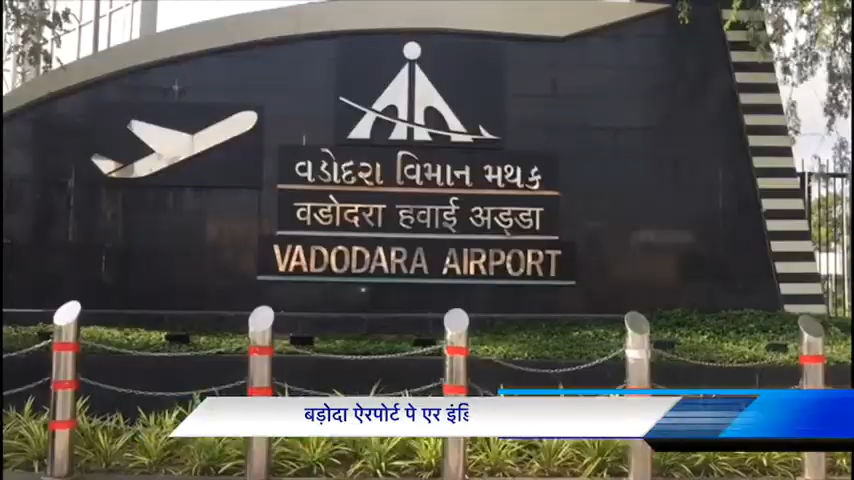 વડોદરા વિમાન મથક
वडोदरा हवाई अड्डा
VADODARA AIRPORT
बड़ोदा ऐरपोर्ट पे एर